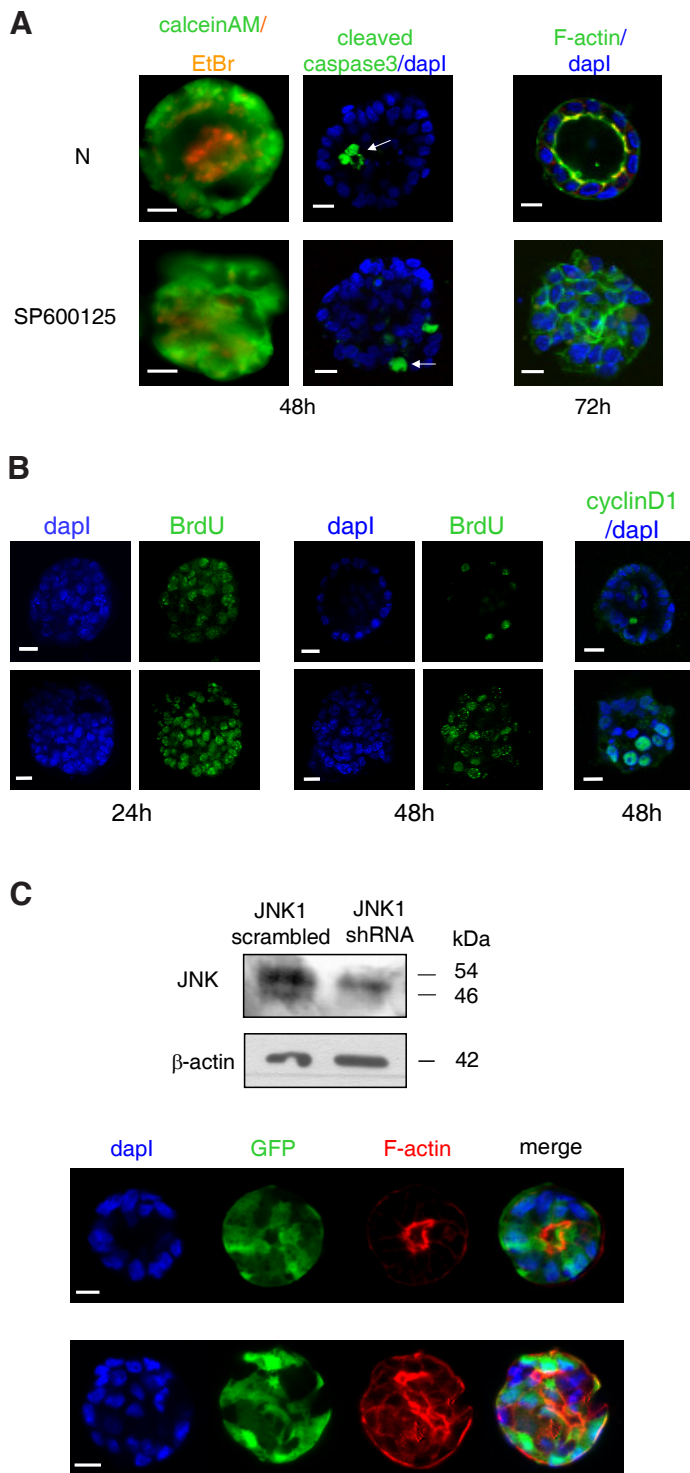 A
calceinAM/
EtBr
cleaved
caspase3/dapI
F-actin/
dapI
N
SP600125
48h
72h
B
dapI
BrdU
dapI
BrdU
cyclinD1
/dapI
24h
48h
48h
C
JNK1
scrambled
JNK1
shRNA
kDa
JNK
54
46
β-actin
42
dapI
GFP
F-actin
merge